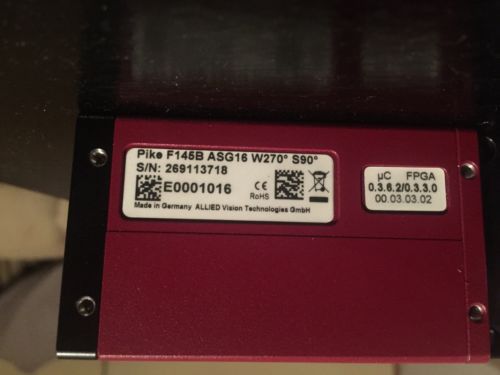 Pike F145B ASG16 W270° S90°
S/N: 269113718
E0001016
CE
RoHS
Made in Germany ALLIED Vision Technologies GmbH
µC FPGA
0.3.6.2/0.3.3.0
00.03.03.02